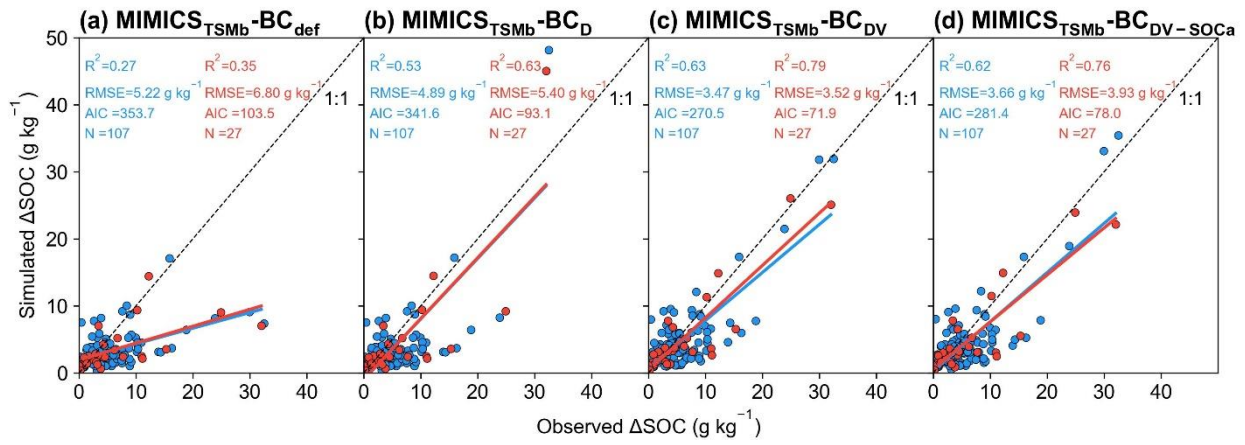 (a) MIMICS_TSMb-BC_def
(b) MIMICS_TSMb-BC_D
(c) MIMICS_TSMb-BC_DV
(d) MIMICS_TSMb-BC_DV−SOCa
Simulated ΔSOC (g kg⁻¹)
50
40
30
20
10
0
R²=0.27 R²=0.35
RMSE=5.22 g kg⁻¹ RMSE=6.80 g kg⁻¹
AIC =353.7 AIC =103.5
N =107 N =27
1:1
R²=0.53 R²=0.63
RMSE=4.89 g kg⁻¹ RMSE=5.40 g kg⁻¹
AIC =341.6 AIC =93.1
N =107 N =27
1:1
R²=0.63 R²=0.79
RMSE=3.47 g kg⁻¹ RMSE=3.52 g kg⁻¹
AIC =270.5 AIC =71.9
N =107 N =27
1:1
R²=0.62 R²=0.76
RMSE=3.66 g kg⁻¹ RMSE=3.93 g kg⁻¹
AIC =281.4 AIC =78.0
N =107 N =27
1:1
0 10 20 30 40
0 10 20 30 40
0 10 20 30 40
0 10 20 30 40
Observed ΔSOC (g kg⁻¹)